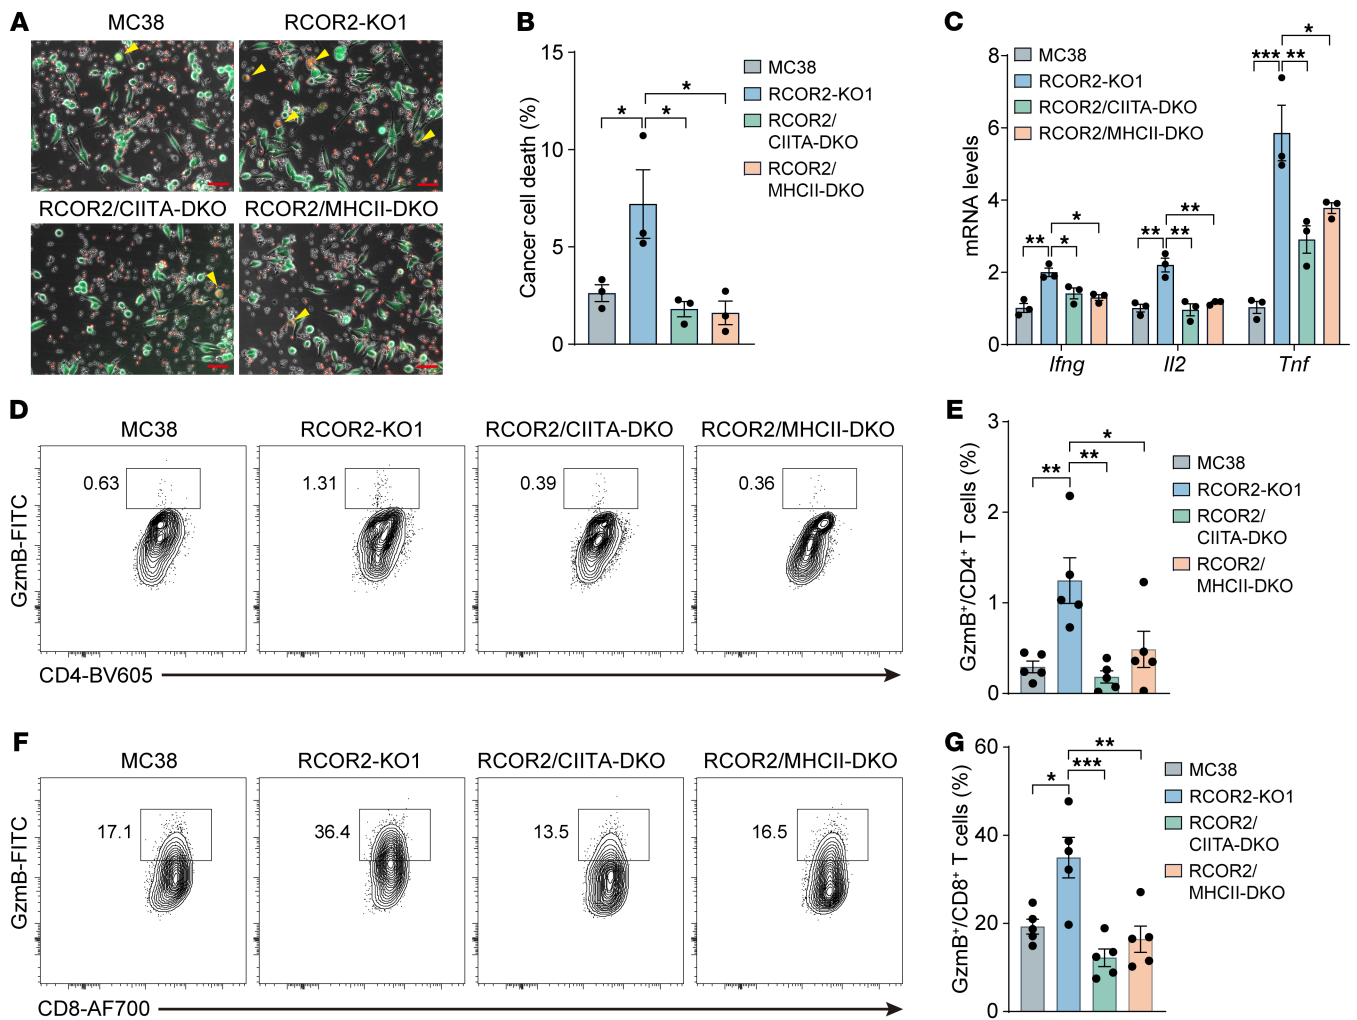 A
MC38
RCOR2-KO1
RCOR2/CIITA-DKO
RCOR2/MHCII-DKO
B
Cancer cell death (%)
15
10
5
0
*
*
*
MC38
RCOR2-KO1
RCOR2/
CIITA-DKO
RCOR2/
MHCII-DKO
C
mRNA levels
8
6
4
2
0
MC38
RCOR2-KO1
RCOR2/CIITA-DKO
RCOR2/MHCII-DKO
**
*
*
**
**
**
***
**
*
Ifng
Il2
Tnf
D
MC38
RCOR2-KO1
RCOR2/CIITA-DKO
RCOR2/MHCII-DKO
0.63
1.31
0.39
0.36
GzmB-FITC
CD4-BV605
E
GzmB+/CD4+ T cells (%)
3
2
1
0
**
**
*
MC38
RCOR2-KO1
RCOR2/
CIITA-DKO
RCOR2/
MHCII-DKO
F
MC38
RCOR2-KO1
RCOR2/CIITA-DKO
RCOR2/MHCII-DKO
17.1
36.4
13.5
16.5
GzmB-FITC
CD8-AF700
G
GzmB+/CD8+ T cells (%)
60
40
20
0
*
***
**
MC38
RCOR2-KO1
RCOR2/
CIITA-DKO
RCOR2/
MHCII-DKO